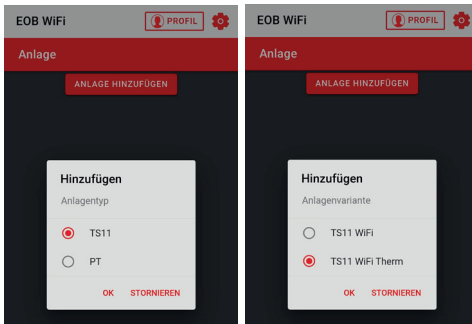 EOB WiFi
PROFIL
Anlage
ANLAGE HINZUFÜGEN
Hinzufügen
Anlagentyp
TS11
PT
OK STORNIEREN
EOB WiFi
PROFIL
Anlage
ANLAGE HINZUFÜGEN
Hinzufügen
Anlagenvariante
TS11 WiFi
TS11 WiFi Therm
OK STORNIEREN